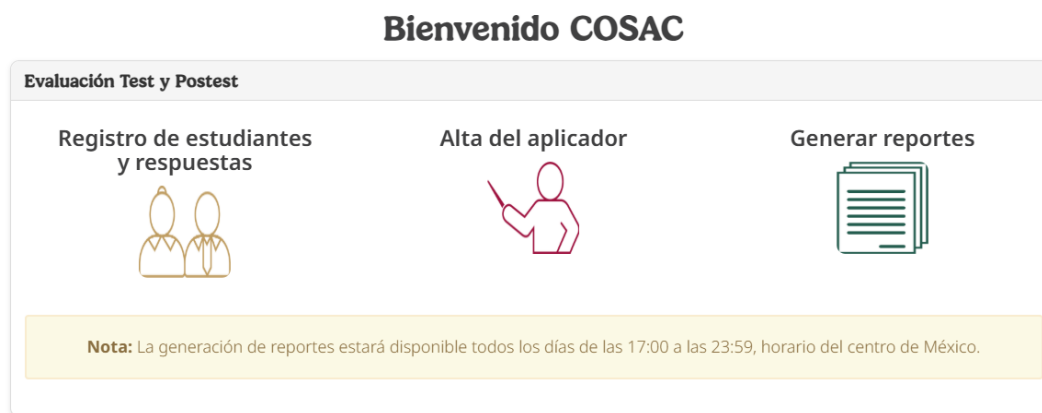 Bienvenido COSAC
Evaluación Test y Postest
Registro de estudiantes
y respuestas
Alta del aplicador
Generar reportes
Nota: La generación de reportes estará disponible todos los días de las 17:00 a las 23:59, horario del centro de México.